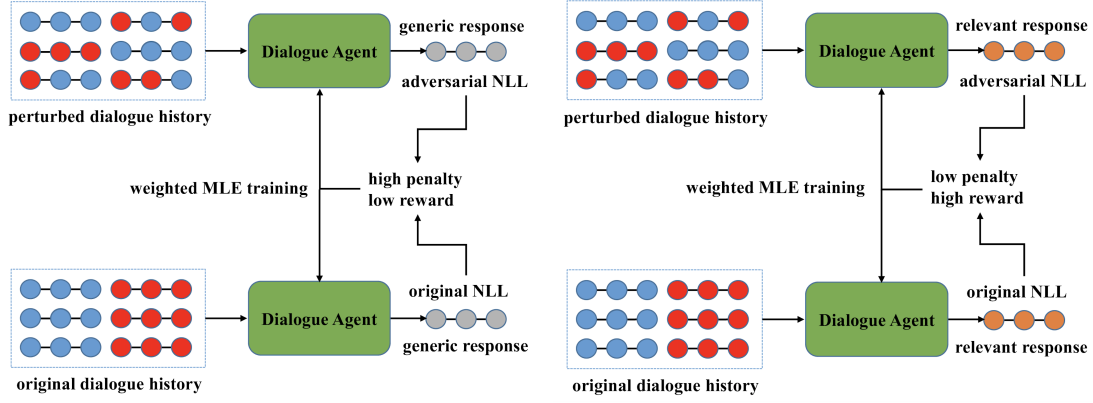 generic response
Dialogue Agent
adversarial NLL
perturbed dialogue history
weighted MLE training
high penalty
low reward
original NLL
Dialogue Agent
generic response
original dialogue history
relevant response
Dialogue Agent
adversarial NLL
perturbed dialogue history
weighted MLE training
low penalty
high reward
original NLL
Dialogue Agent
relevant response
original dialogue history